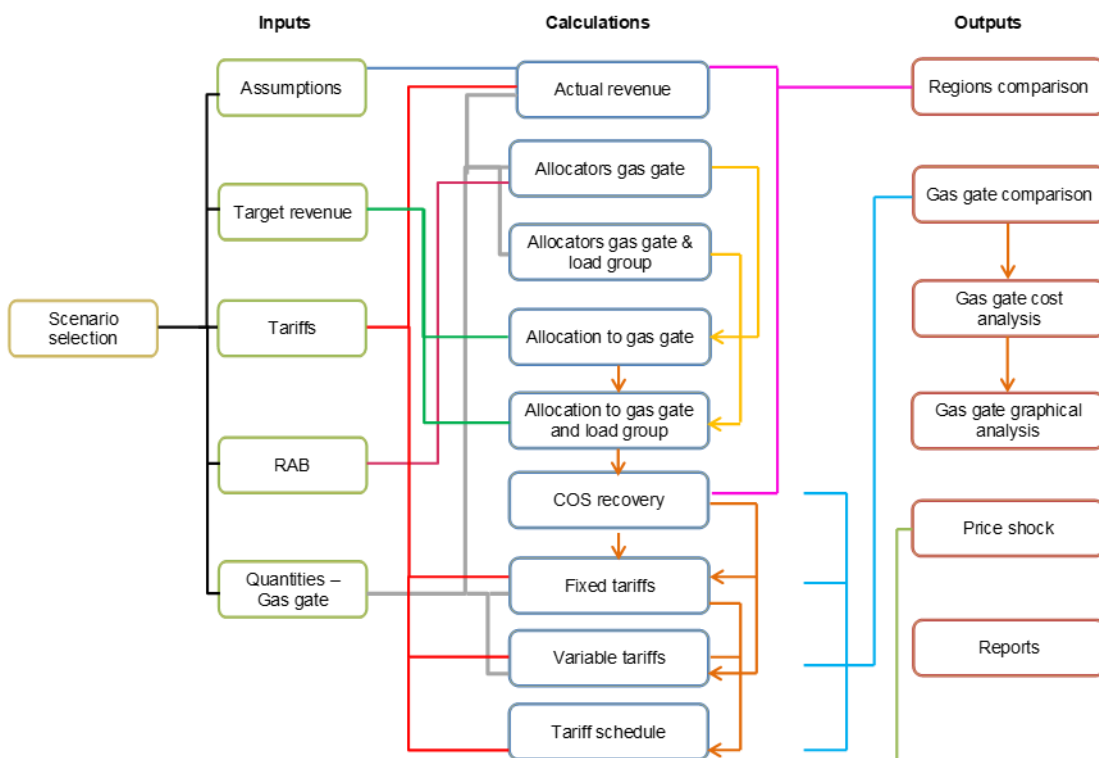 Inputs
Calculations
Outputs
Scenario
selection
Assumptions
Target revenue
Tariffs
RAB
Quantities –
Gas gate
Actual revenue
Allocators gas gate
Allocators gas gate &
load group
Allocation to gas gate
Allocation to gas gate
and load group
COS recovery
Fixed tariffs
Variable tariffs
Tariff schedule
Regions comparison
Gas gate comparison
Gas gate cost
analysis
Gas gate graphical
analysis
Price shock
Reports